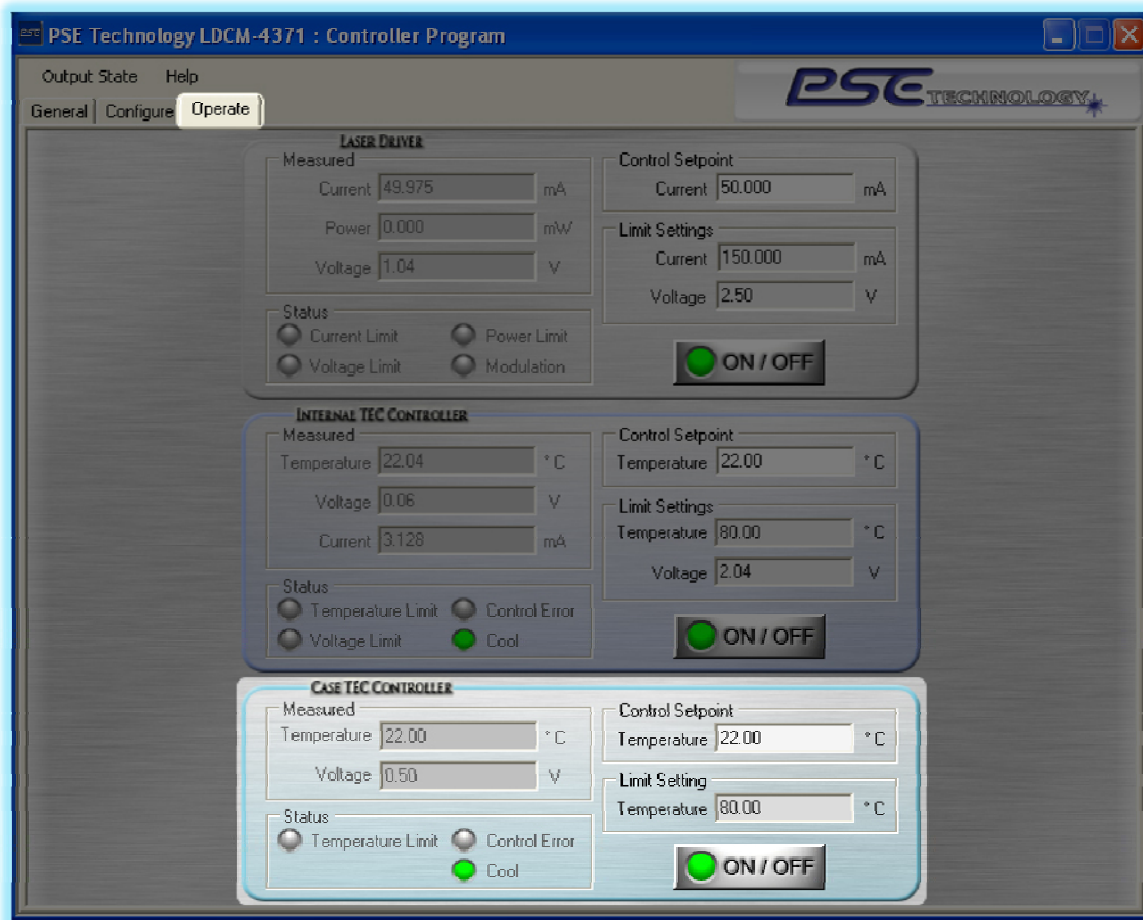 PSE PSE Technology LDCM-4371 : Controller Program
Output State Help
PSE TECHNOLOGY
General Configure Operate
LASER DRIVER
Measured
Current 49.975 mA
Power 0.000 mW
Voltage 1.04 V
Control Setpoint
Current 50.000 mA
Limit Settings
Current 150.000 mA
Voltage 2.50 V
Status
Current Limit Power Limit
Voltage Limit Modulation
ON / OFF
INTERNAL TEC CONTROLLER
Measured
Temperature 22.04 ° C
Voltage 0.06 V
Current 3.128 mA
Control Setpoint
Temperature 22.00 ° C
Limit Settings
Temperature 80.00 ° C
Voltage 2.04 V
Status
Temperature Limit Control Error
Voltage Limit Cool
ON / OFF
CASE TEC CONTROLLER
Measured
Temperature 22.00 ° C
Voltage 0.50 V
Control Setpoint
Temperature 22.00 ° C
Limit Setting
Temperature 80.00 ° C
Status
Temperature Limit Control Error
Cool
ON / OFF